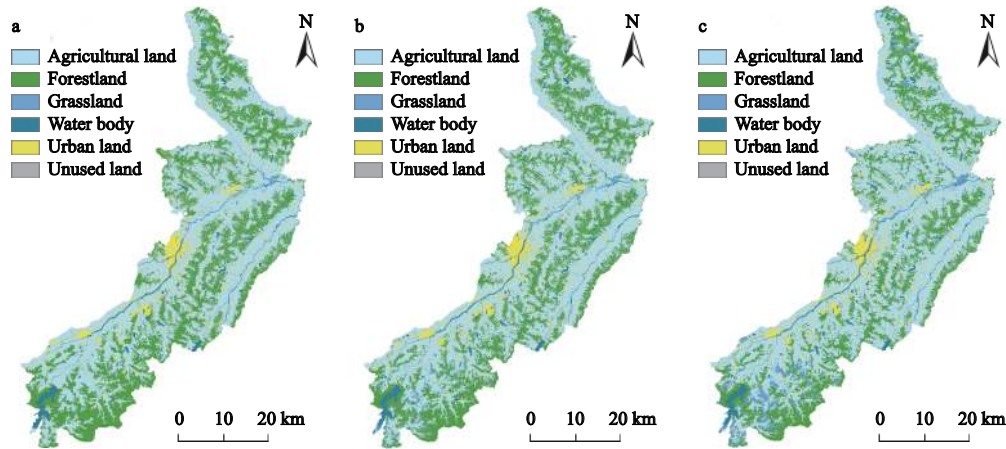 a
N
Agricultural land
Forestland
Grassland
Water body
Urban land
Unused land
0 10 20 km
b
N
Agricultural land
Forestland
Grassland
Water body
Urban land
Unused land
0 10 20 km
c
N
Agricultural land
Forestland
Grassland
Water body
Urban land
Unused land
0 10 20 km